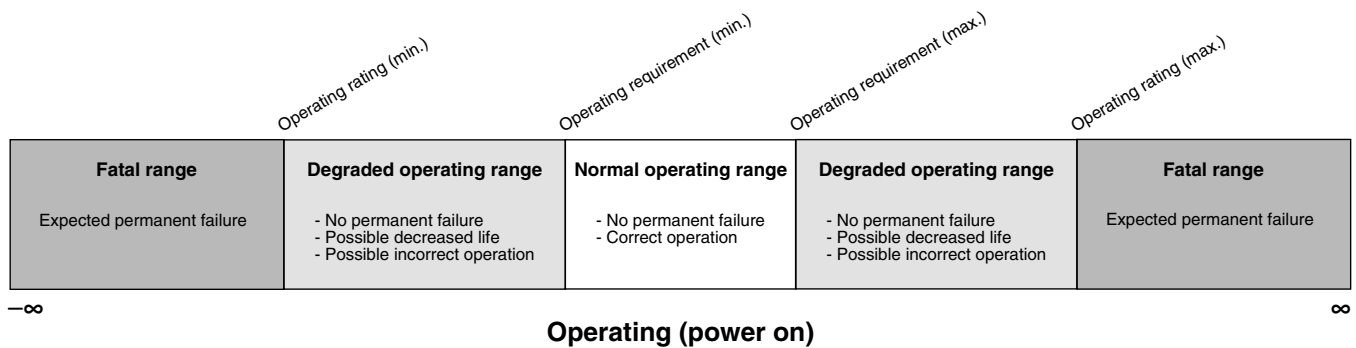 Operating rating (min.)
Operating requirement (min.)
Operating requirement (max.)
Operating rating (max.)
Fatal range
Expected permanent failure
Degraded operating range
- No permanent failure
- Possible decreased life
- Possible incorrect operation
Normal operating range
- No permanent failure
- Correct operation
Degraded operating range
- No permanent failure
- Possible decreased life
- Possible incorrect operation
Fatal range
Expected permanent failure
–∞
∞
Operating (power on)